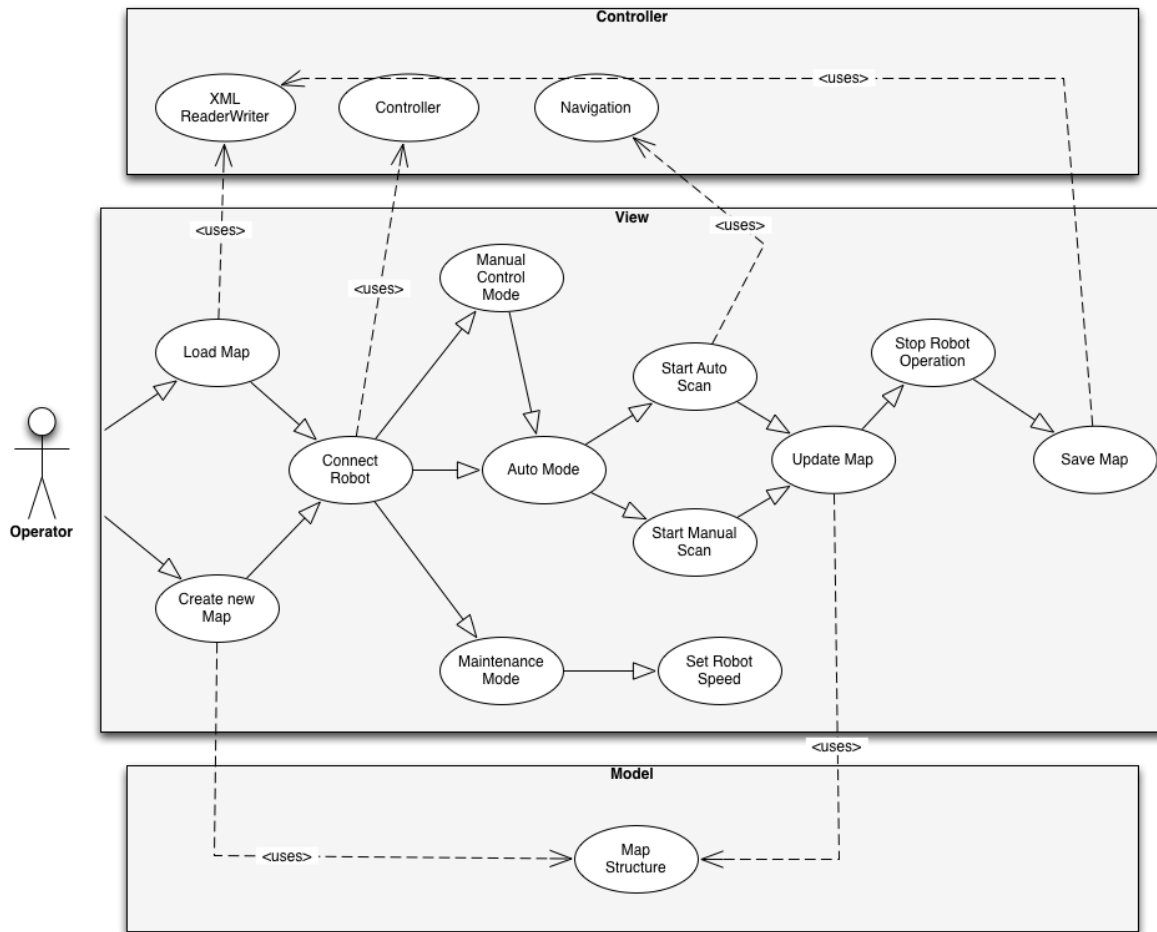 Controller
<uses>
XML
ReaderWriter
Controller
Navigation
View
<uses>
<uses>
<uses>
Manual
Control
Mode
Load Map
Start Auto
Scan
Stop Robot
Operation
Connect
Robot
Auto Mode
Update Map
Save Map
Operator
Start Manual
Scan
Create new
Map
Maintenance
Mode
Set Robot
Speed
<uses>
Model
<uses>
Map
Structure